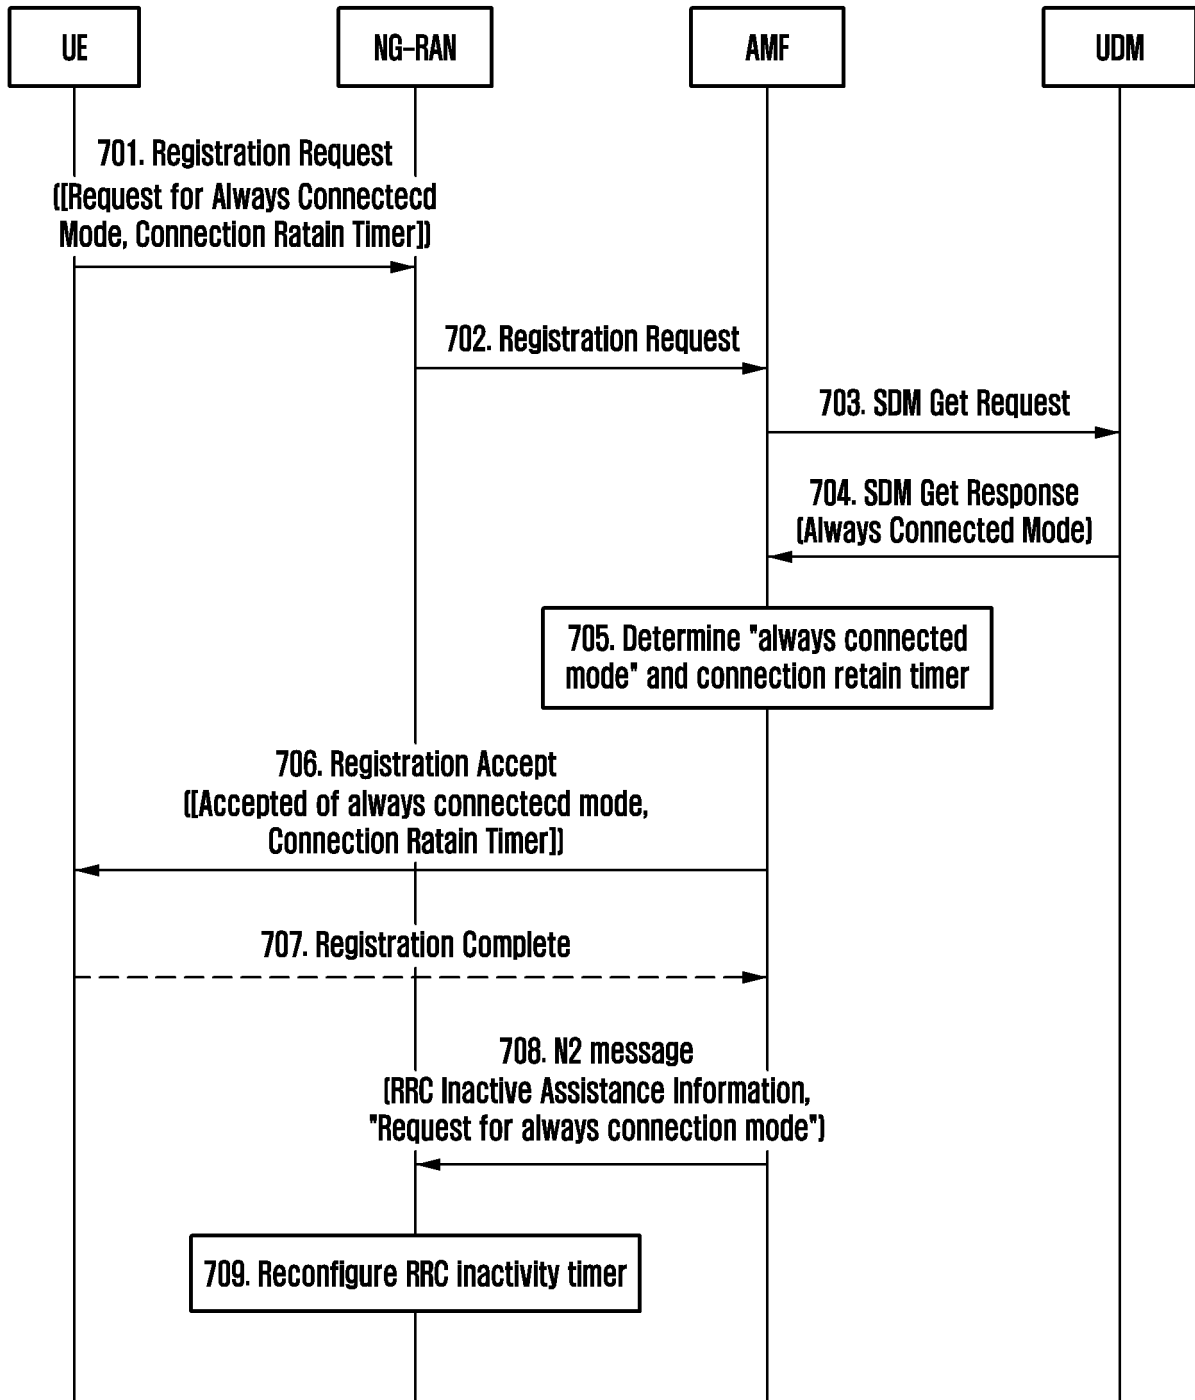 UE
NG-RAN
AMF
UDM
701. Registration Request
([Request for Always Connectecd
Mode, Connection Ratain Timer])
702. Registration Request
703. SDM Get Request
704. SDM Get Response
(Always Connected Mode)
705. Determine "always connected
mode" and connection retain timer
706. Registration Accept
([Accepted of always connectecd mode,
Connection Ratain Timer])
707. Registration Complete
708. N2 message
(RRC Inactive Assistance Information,
"Request for always connection mode")
709. Reconfigure RRC inactivity timer